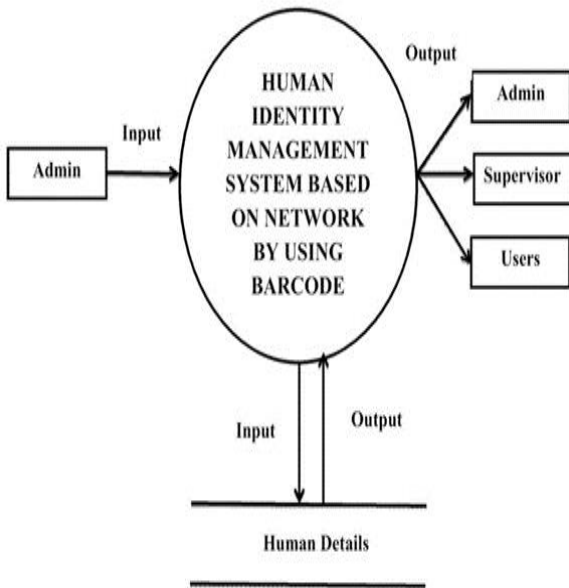 Output
HUMAN
IDENTITY
MANAGEMENT
SYSTEM BASED
ON NETWORK
BY USING
BARCODE
Input
Admin
Admin
Supervisor
Users
Input
Output
Human Details